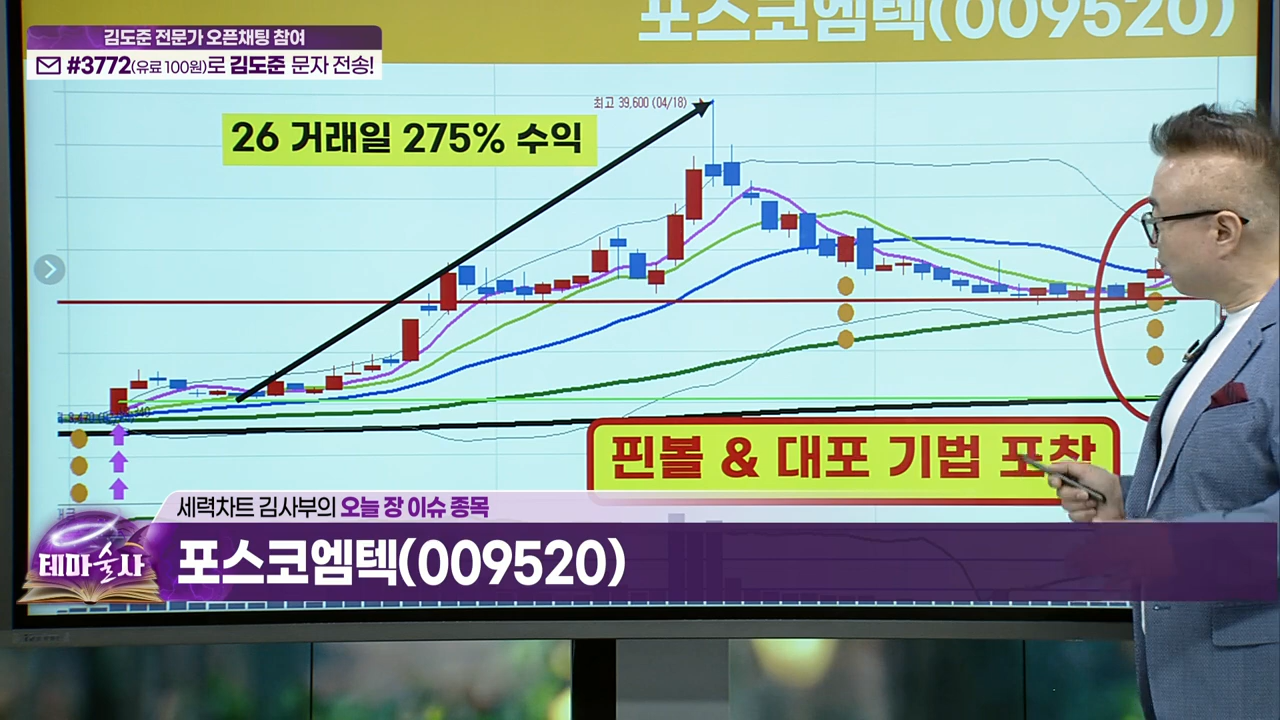 포스코엠텍(009520)
김도준 전문가 오픈채팅 참여
#3772(유료 100원)로 김도준 문자 전송!
최고 39,600 (04/18)
26 거래일 275% 수익
핀볼 & 대포 기법 포착
세력차트 김사부의 오늘 장 이슈 종목
테마술사
포스코엠텍(009520)